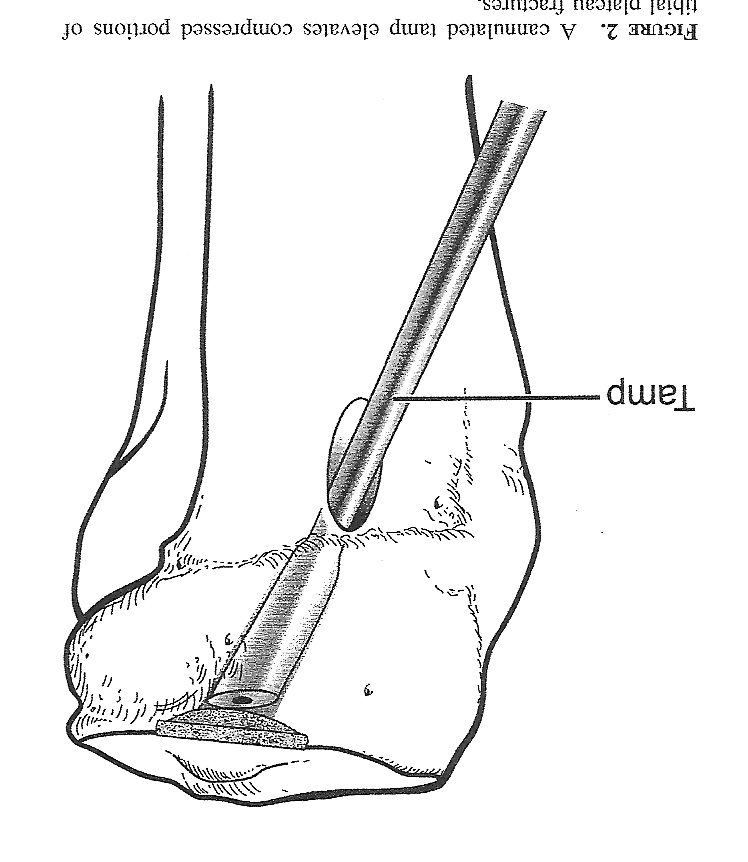 Tamp
FIGURE 2. A cannulated tamp elevates compressed portions of
tibial plateau fractures.